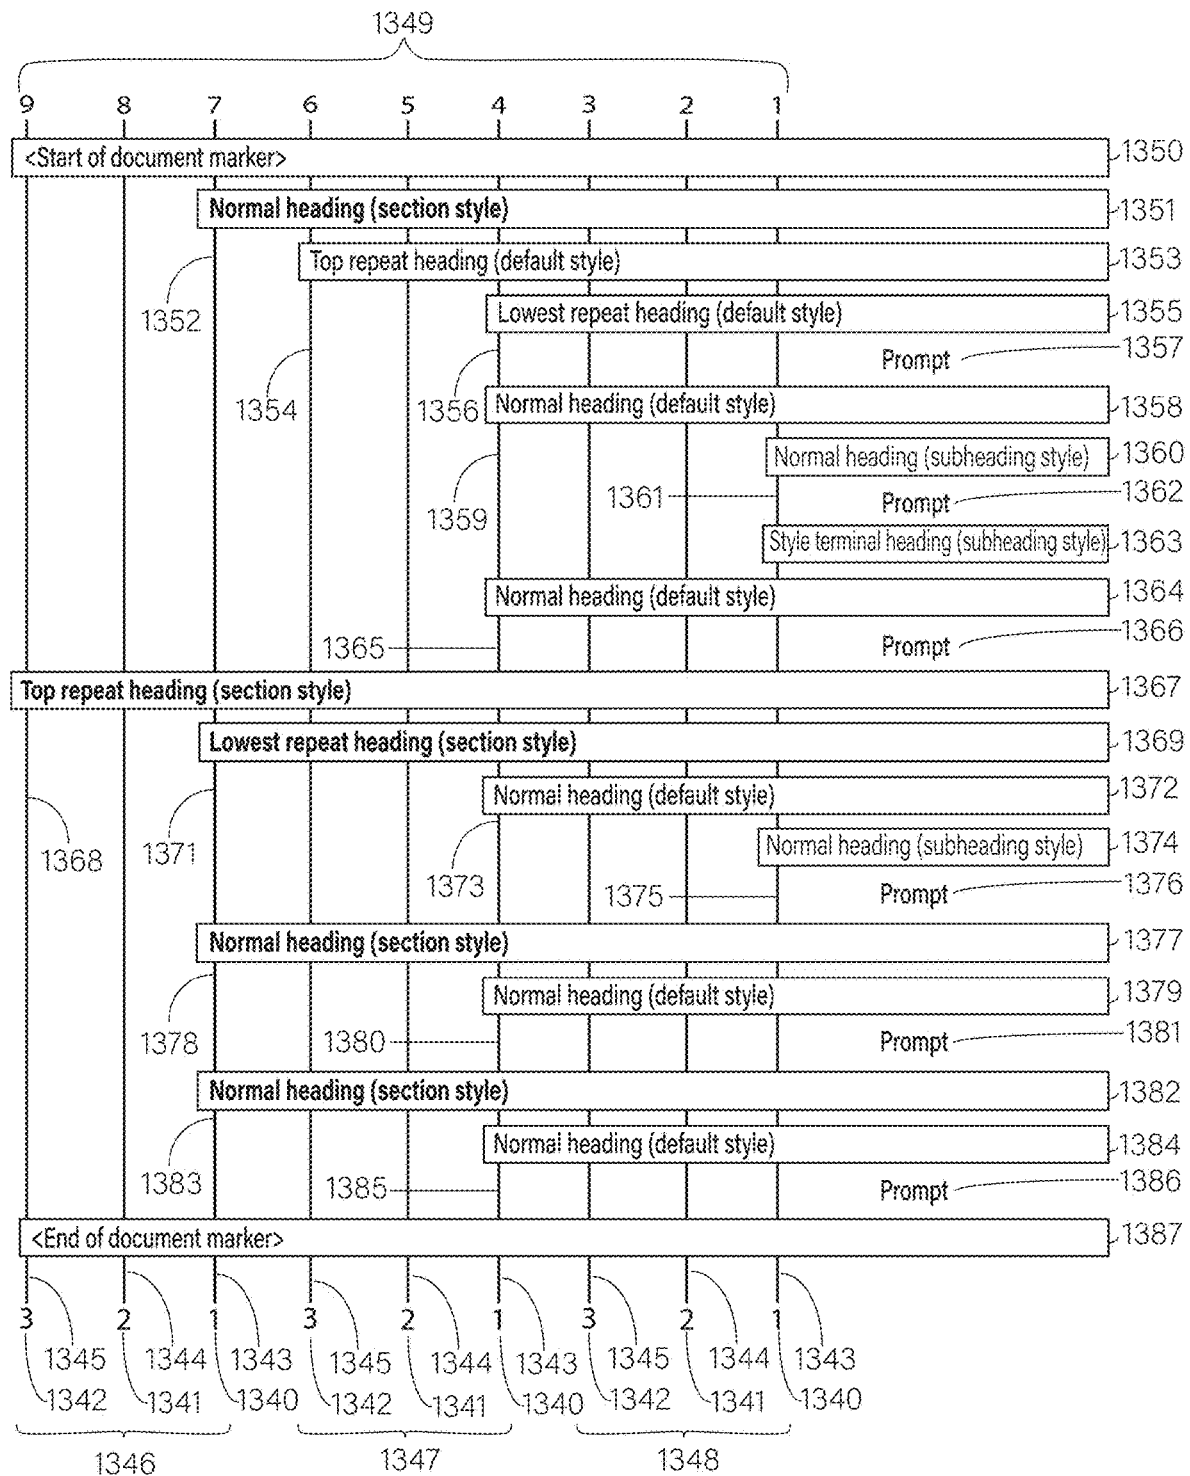 1349
9 8 7 6 5 4 3 2 1
<Start of document marker> 1350
Normal heading (section style) 1351
Top repeat heading (default style) 1353
1352
Lowest repeat heading (default style) 1355
Prompt 1357
1354 1356
Normal heading (default style) 1358
Normal heading (subheading style) 1360
1361 Prompt 1362
1359
Style terminal heading (subheading style) 1363
Normal heading (default style) 1364
1365 Prompt 1366
Top repeat heading (section style) 1367
Lowest repeat heading (section style) 1369
Normal heading (default style) 1372
1368 1371
Normal heading (subheading style) 1374
1373 1375 Prompt 1376
Normal heading (section style) 1377
Normal heading (default style) 1379
1378 1380 Prompt 1381
Normal heading (section style) 1382
Normal heading (default style) 1384
1383 1385 Prompt 1386
<End of document marker> 1387
3 2 1 3 2 1 3 2 1
1345 1344 1343 1345 1344 1343 1345 1344 1343
1342 1341 1340 1342 1341 1340 1342 1341 1340
1346 1347 1348